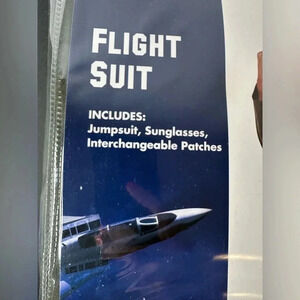 FLIGHT
SUIT
INCLUDES:
Jumpsuit, Sunglasses,
Interchangeable Patches